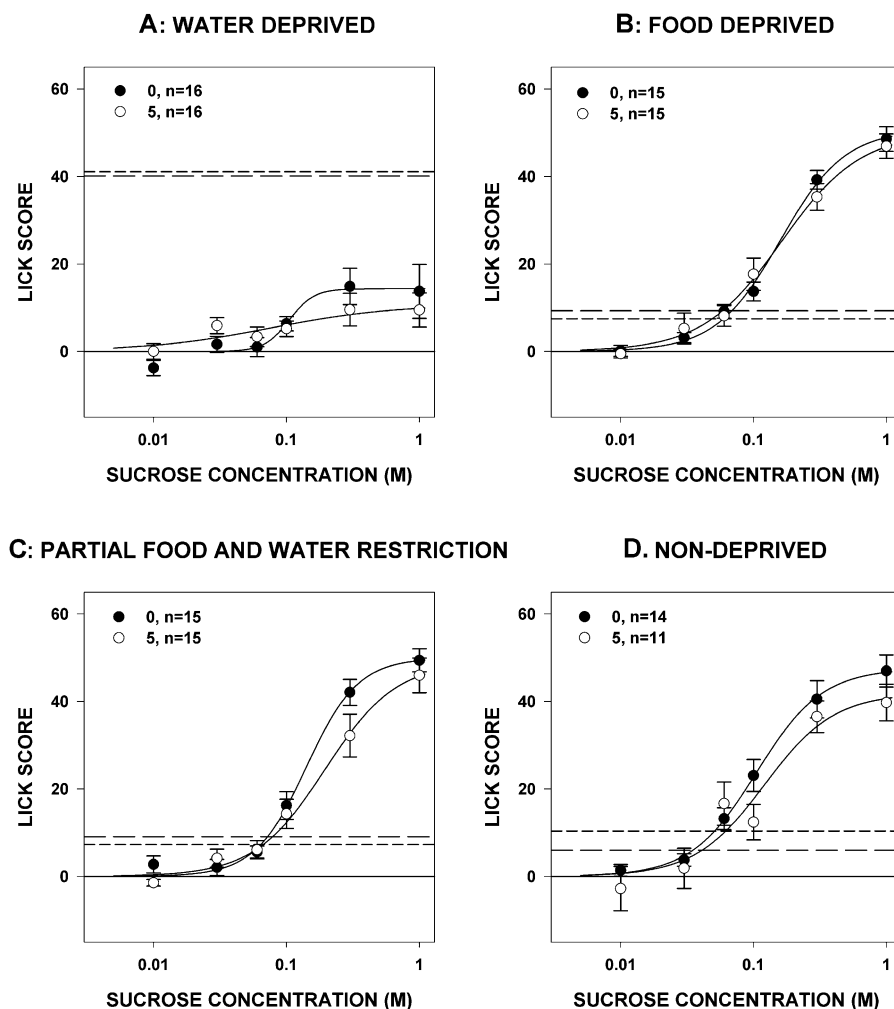 A: WATER DEPRIVED
60
40
20
0
LICK SCORE
0, n=16
5, n=16
0.01
0.1
1
SUCROSE CONCENTRATION (M)
B: FOOD DEPRIVED
60
40
20
0
LICK SCORE
0, n=15
5, n=15
0.01
0.1
1
SUCROSE CONCENTRATION (M)
C: PARTIAL FOOD AND WATER RESTRICTION
60
40
20
0
LICK SCORE
0, n=15
5, n=15
0.01
0.1
1
SUCROSE CONCENTRATION (M)
D. NON-DEPRIVED
60
40
20
0
LICK SCORE
0, n=14
5, n=11
0.01
0.1
1
SUCROSE CONCENTRATION (M)